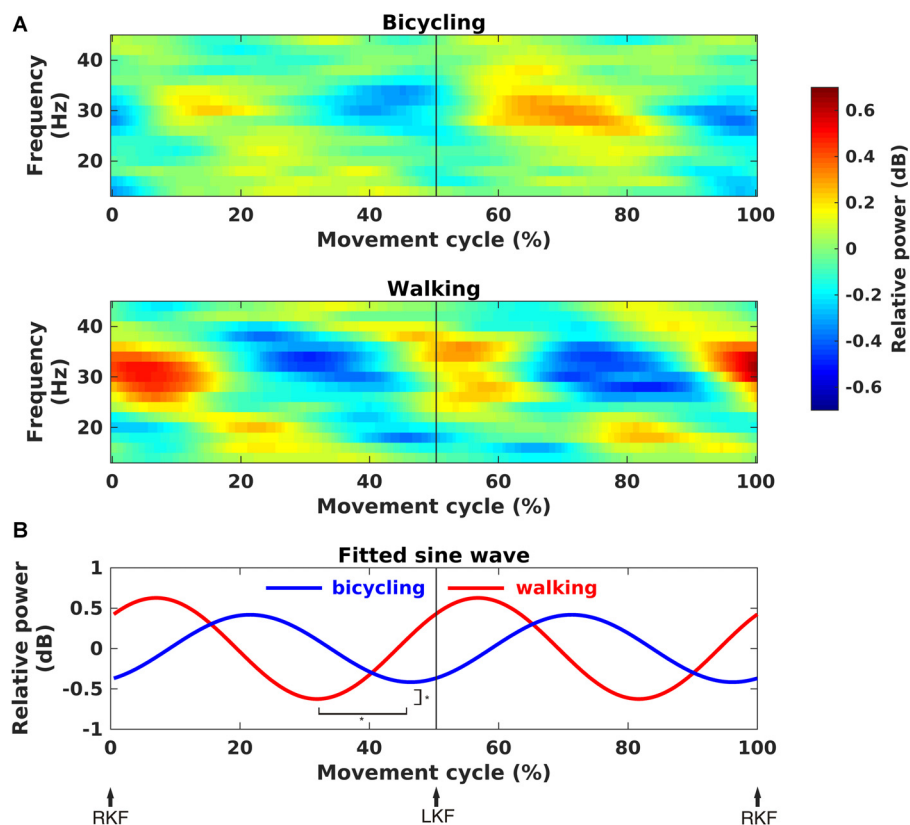 A
Bicycling
Frequency
(Hz)
40
30
20
0 20 40 60 80 100
Movement cycle (%)
Walking
Frequency
(Hz)
40
30
20
0 20 40 60 80 100
Movement cycle (%)
0.6
0.4
0.2
0
-0.2
-0.4
-0.6
Relative power (dB)
B
Fitted sine wave
bicycling walking
Relative power
(dB)
1
0.5
0
-0.5
-1
*
*
0 20 40 60 80 100
Movement cycle (%)
RKF LKF RKF